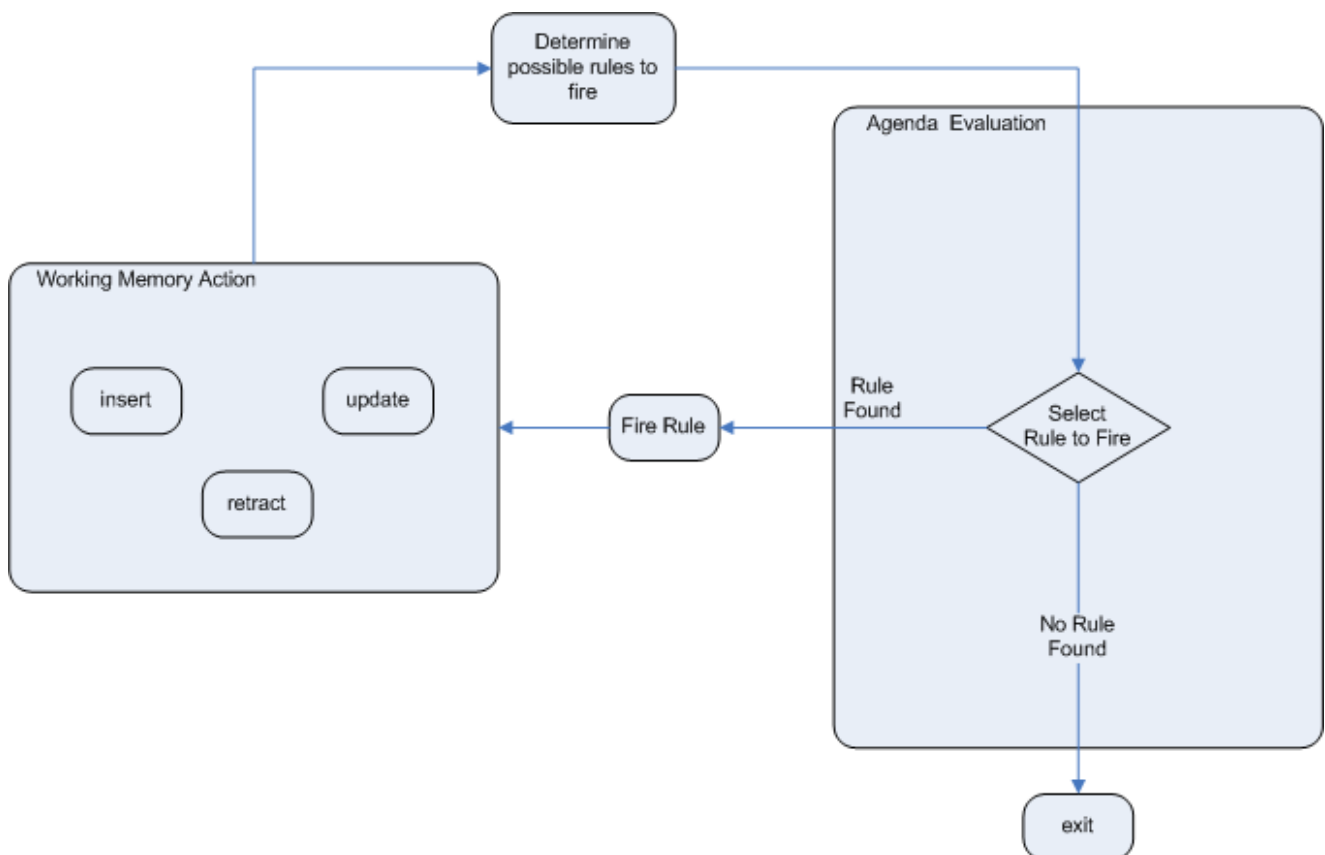 Determine
possible rules to
fire
Agenda Evaluation
Working Memory Action
insert
update
retract
Fire Rule
Rule
Found
Select
Rule to Fire
No Rule
Found
exit